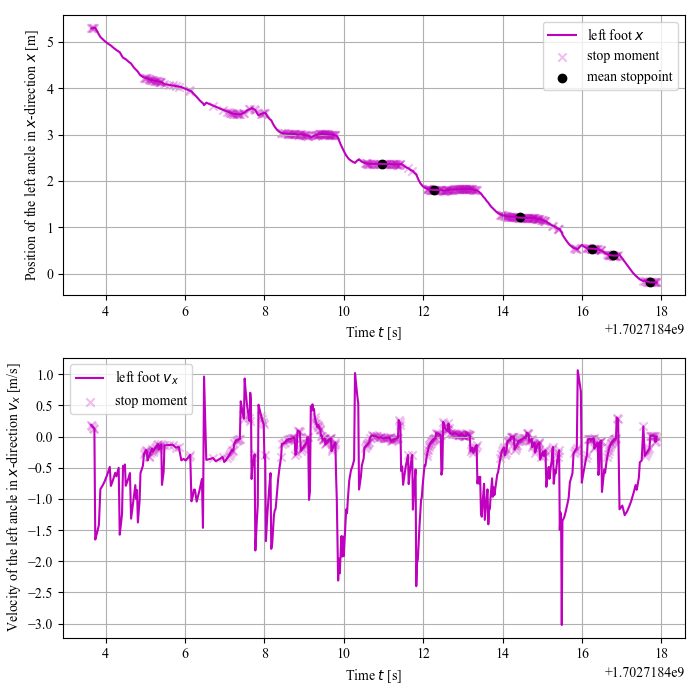 Position of the left angle in x-direction x [m]
5
4
3
2
1
0
left foot x
stop moment
mean stoppoint
4 6 8 10 12 14 16 18
Time t [s]
+1.7027184e9
Velocity of the left angle in x-direction vₓ [m/s]
1.0
0.5
0.0
−0.5
−1.0
−1.5
−2.0
−2.5
−3.0
left foot vₓ
stop moment
4 6 8 10 12 14 16 18
Time t [s]
+1.7027184e9